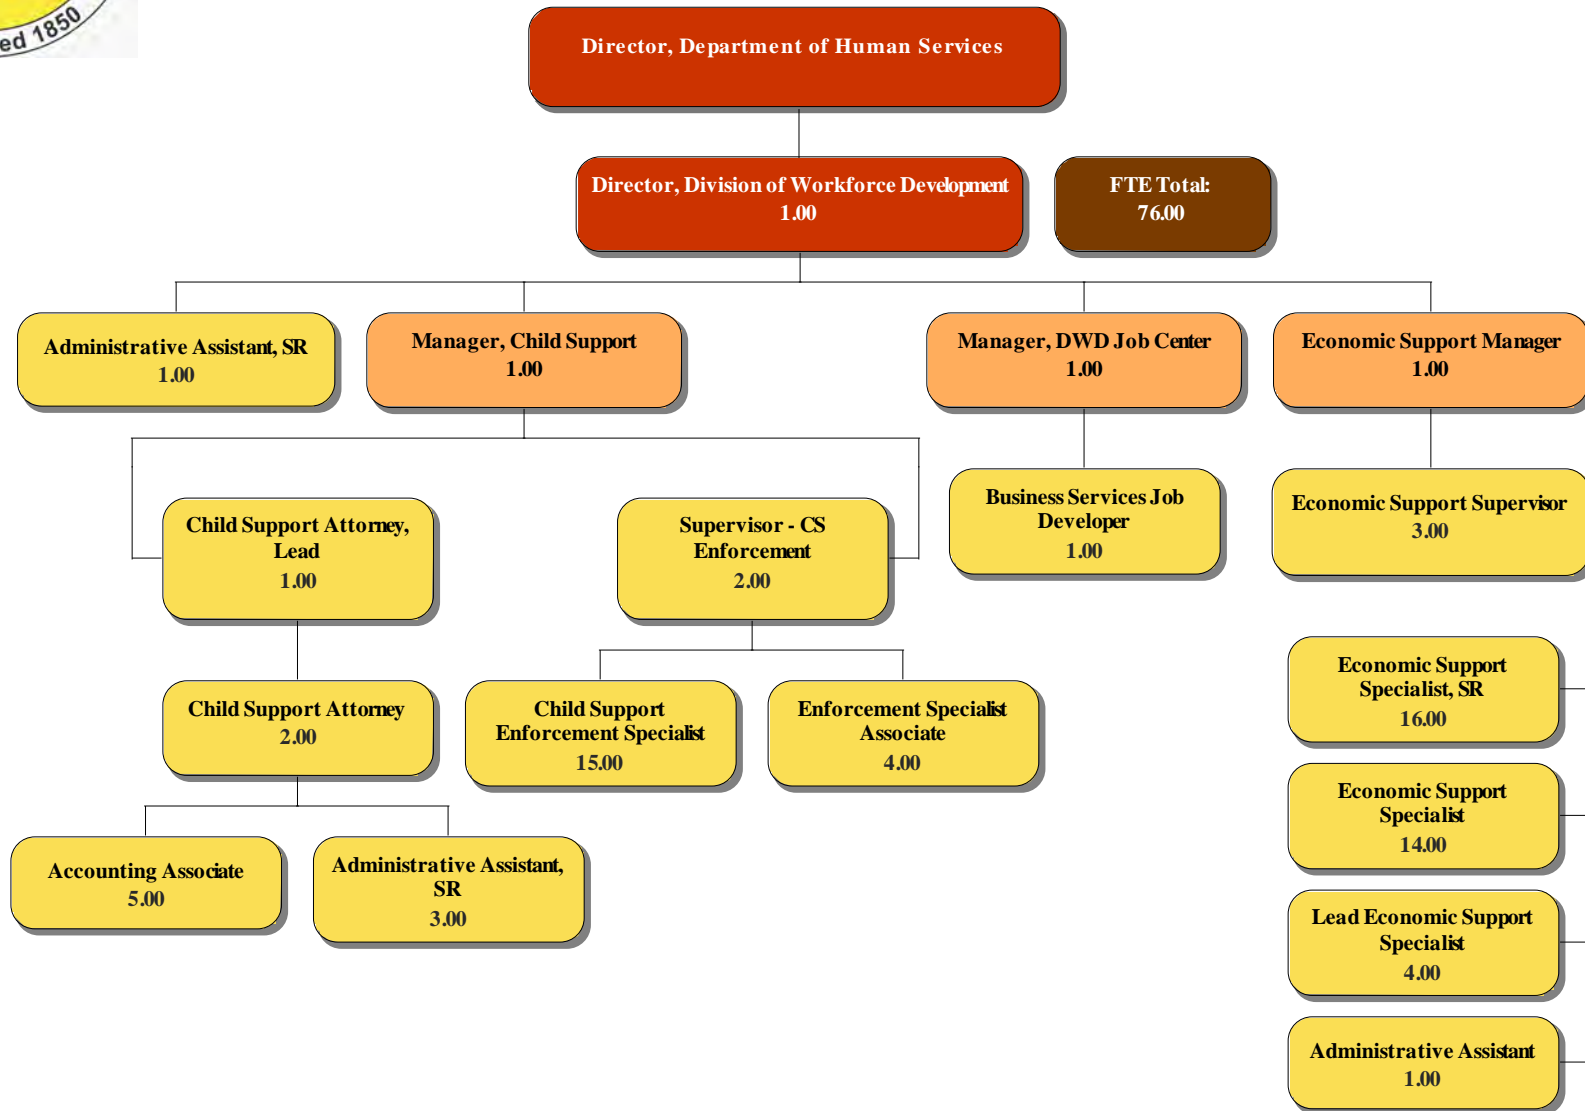 ed 1850
Director, Department of Human Services
Director, Division of Workforce Development
1.00
FTE Total:
76.00
Administrative Assistant, SR
1.00
Manager, Child Support
1.00
Manager, DWD Job Center
1.00
Economic Support Manager
1.00
Child Support Attorney,
Lead
1.00
Supervisor - CS
Enforcement
2.00
Business Services Job
Developer
1.00
Economic Support Supervisor
3.00
Child Support Attorney
2.00
Child Support
Enforcement Specialist
15.00
Enforcement Specialist
Associate
4.00
Economic Support
Specialist, SR
16.00
Economic Support
Specialist
14.00
Accounting Associate
5.00
Administrative Assistant,
SR
3.00
Lead Economic Support
Specialist
4.00
Administrative Assistant
1.00